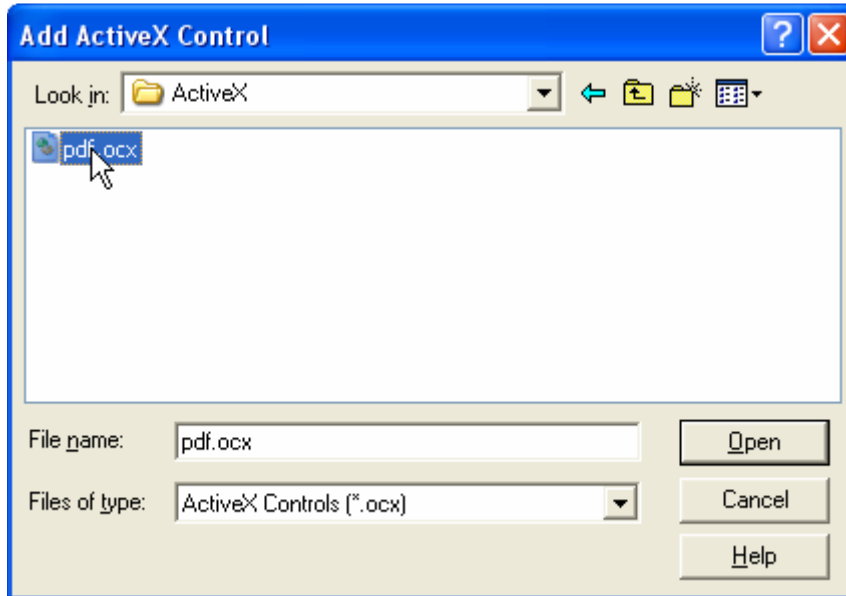 Add ActiveX Control
Look in: ActiveX
pdf.ocx
File name: pdf.ocx Open
Files of type: ActiveX Controls (*.ocx) Cancel
Help